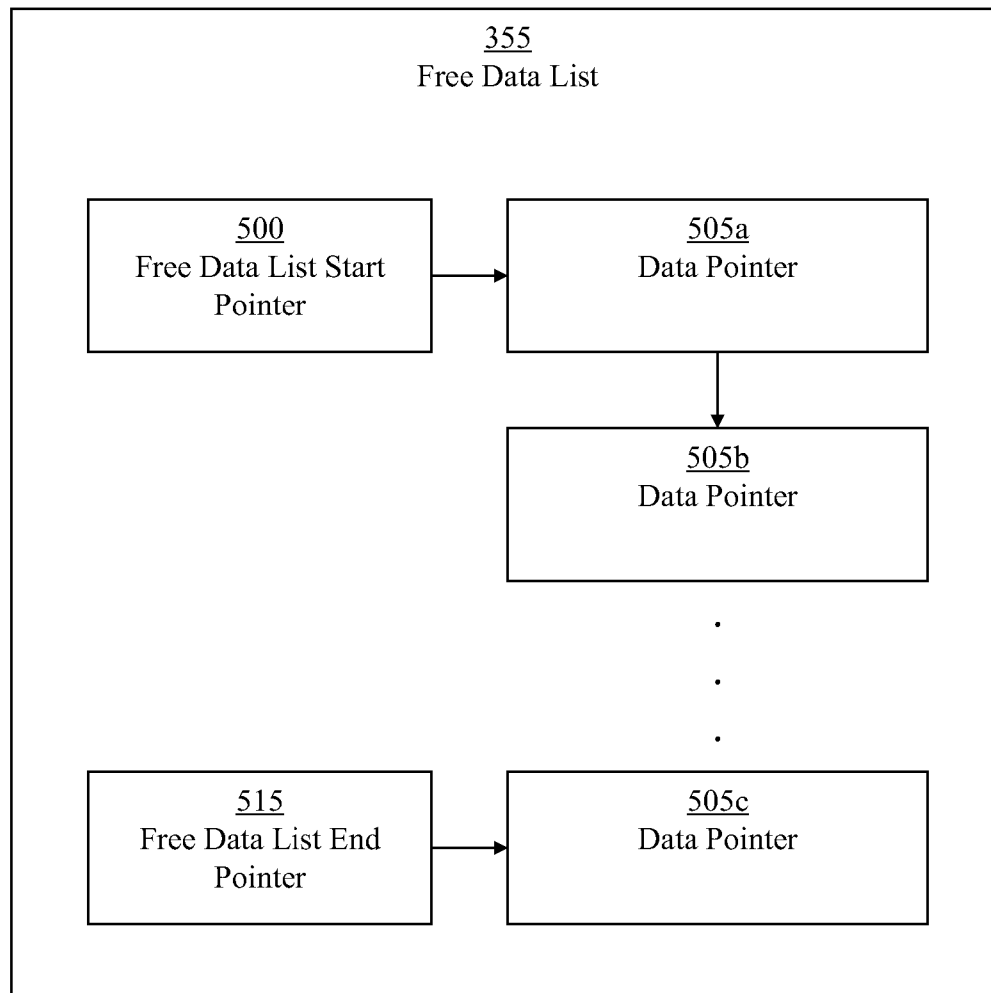 355
Free Data List
500
Free Data List Start
Pointer
505a
Data Pointer
505b
Data Pointer
.
.
.
515
Free Data List End
Pointer
505c
Data Pointer